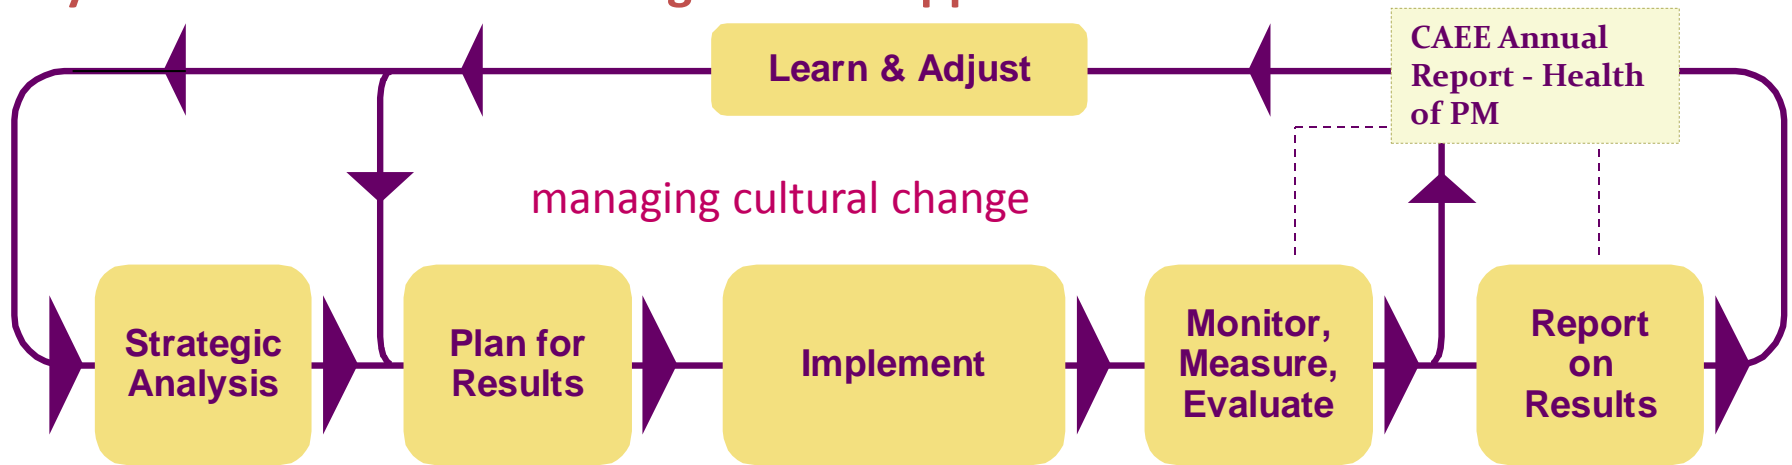 Learn & Adjust
CAEE Annual
Report - Health
of PM
managing cultural change
Strategic
Analysis
Plan for
Results
Implement
Monitor,
Measure,
Evaluate
Report
on
Results